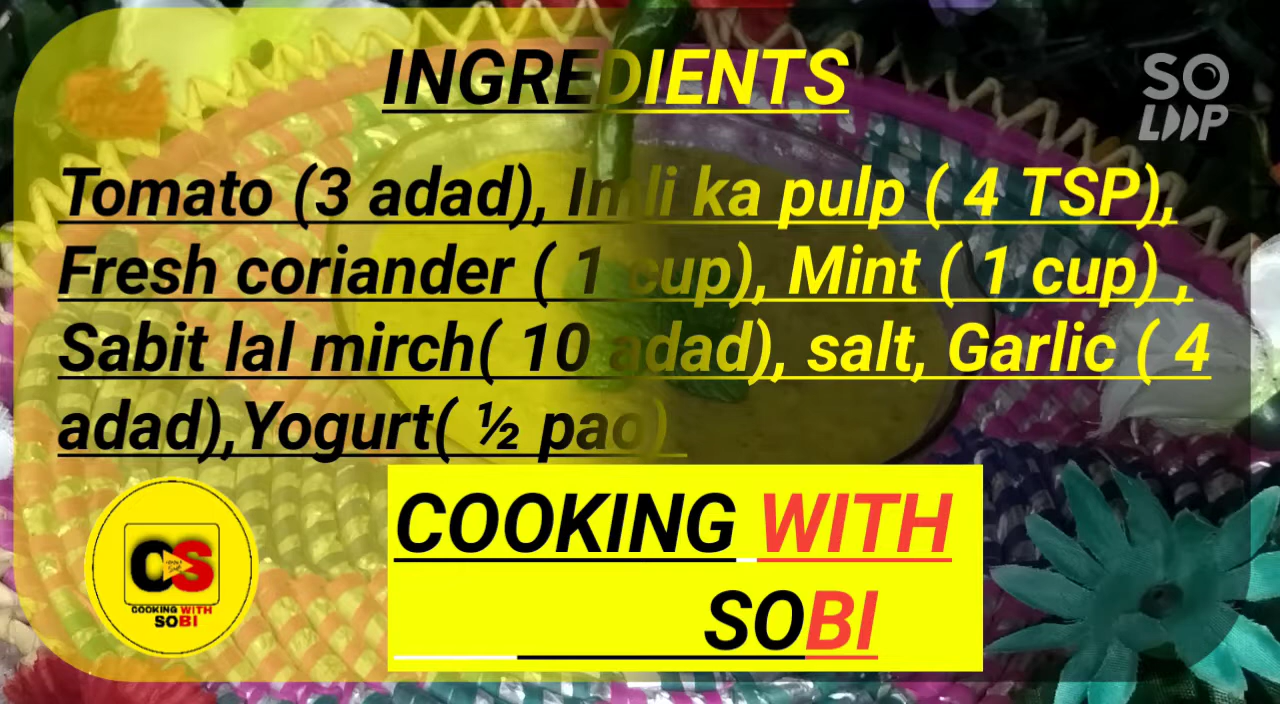 INGREDIENTS
SO
LOOP
Tomato (3 adad), Imli ka pulp ( 4 TSP),
Fresh coriander ( 1 cup), Mint ( 1 cup) ,
Sabit lal mirch( 10 adad), salt, Garlic ( 4
adad),Yogurt( ½ pao)
COOKING WITH
SOBI
CS
COOKING WITH
SOBI